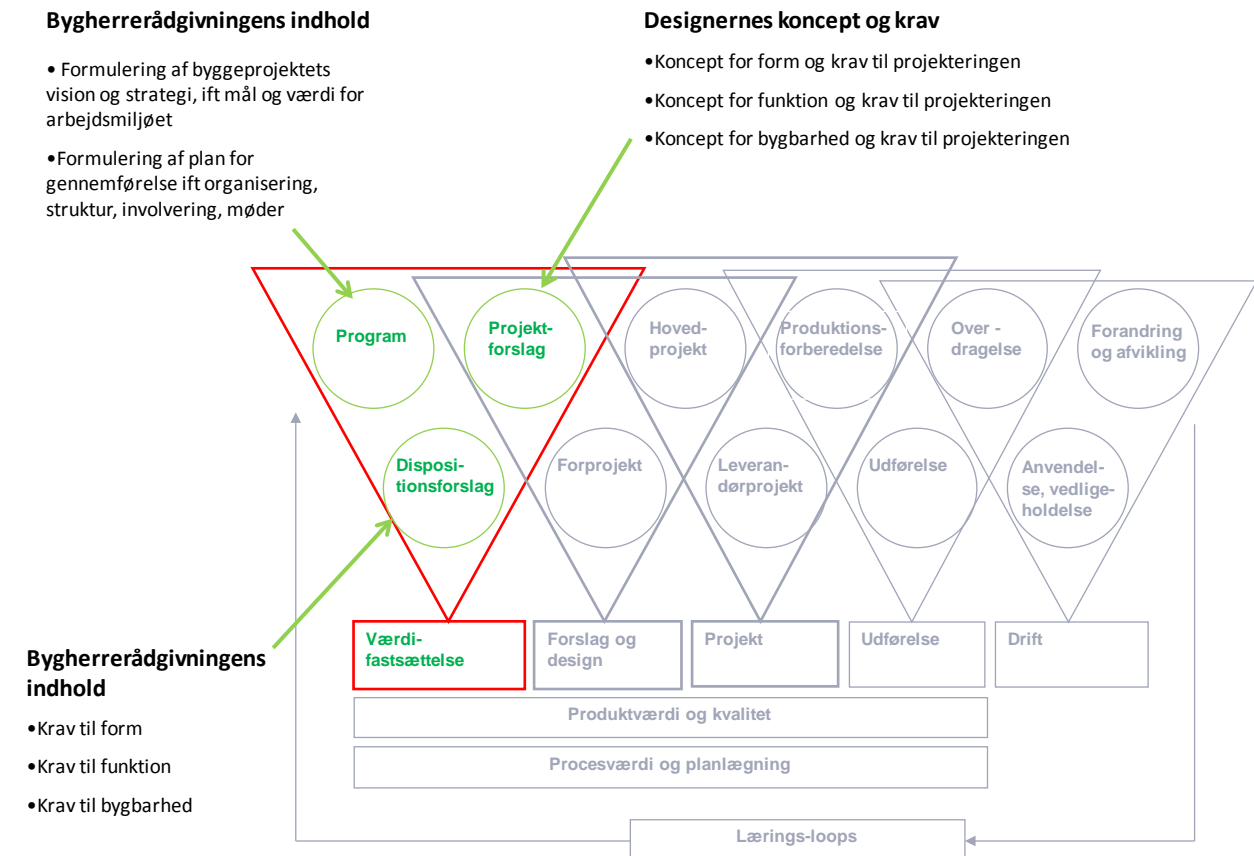 Bygherrerådgivningens indhold
• Formulering af byggeprojektets
vision og strategi, ift mål og værdi for
arbejdsmiljøet
•Formulering af plan for
gennemførelse ift organisering,
struktur, involvering, møder
Designernes koncept og krav
•Koncept for form og krav til projekteringen
•Koncept for funktion og krav til projekteringen
•Koncept for bygbarhed og krav til projekteringen
Program
Projekt-
forslag
Hoved-
projekt
Produktions-
forberedelse
Over -
dragelse
Forandring
og afvikling
Disposi-
tionsforslag
Forprojekt
Leveran-
dørprojekt
Udførelse
Anvendel-
se, vedlige-
holdelse
Værdi-
fastsættelse
Forslag og
design
Projekt
Udførelse
Drift
Bygherrerådgivningens
indhold
•Krav til form
•Krav til funktion
•Krav til bygbarhed
Produktværdi og kvalitet
Procesværdi og planlægning
Lærings-loops